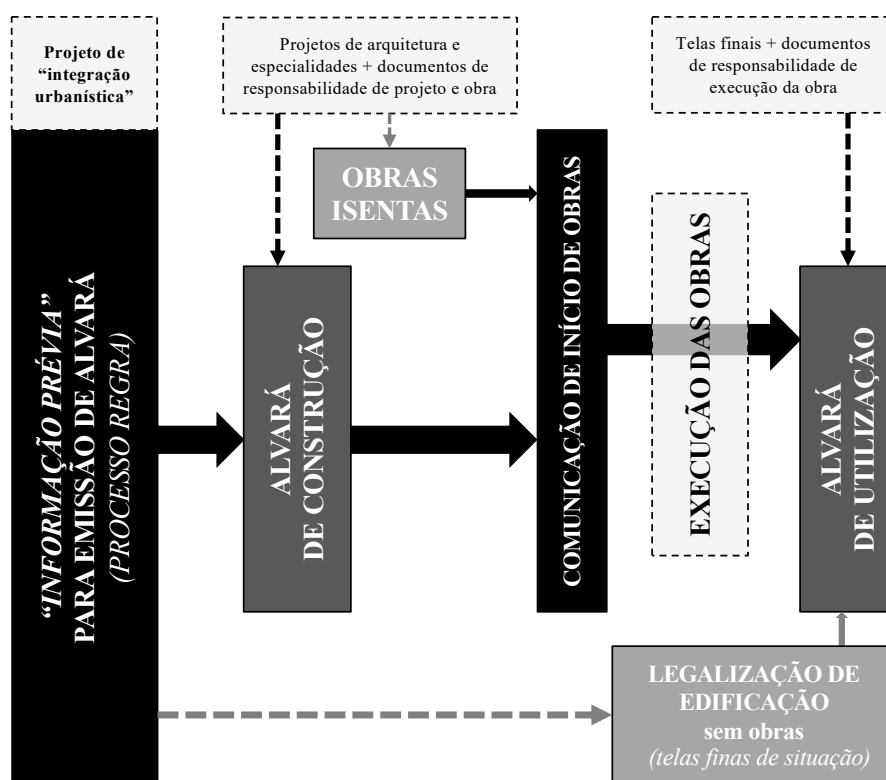 Projeto de
“integração
urbanística”
Projetos de arquitetura e
especialidades + documentos de
responsabilidade de projeto e obra
Telas finais + documentos
de responsabilidade de
execução da obra
OBRAS
ISENTAS
“INFORMAÇÃO PRÉVIA”
PARA EMISSÃO DE ALVARÁ
(PROCESSO REGRA)
ALVARÁ
DE CONSTRUÇÃO
COMUNICAÇÃO DE INÍCIO DE OBRAS
EXECUÇÃO DAS OBRAS
ALVARÁ
DE UTILIZAÇÃO
LEGALIZAÇÃO DE
EDIFICAÇÃO
sem obras
(telas finas de situação)